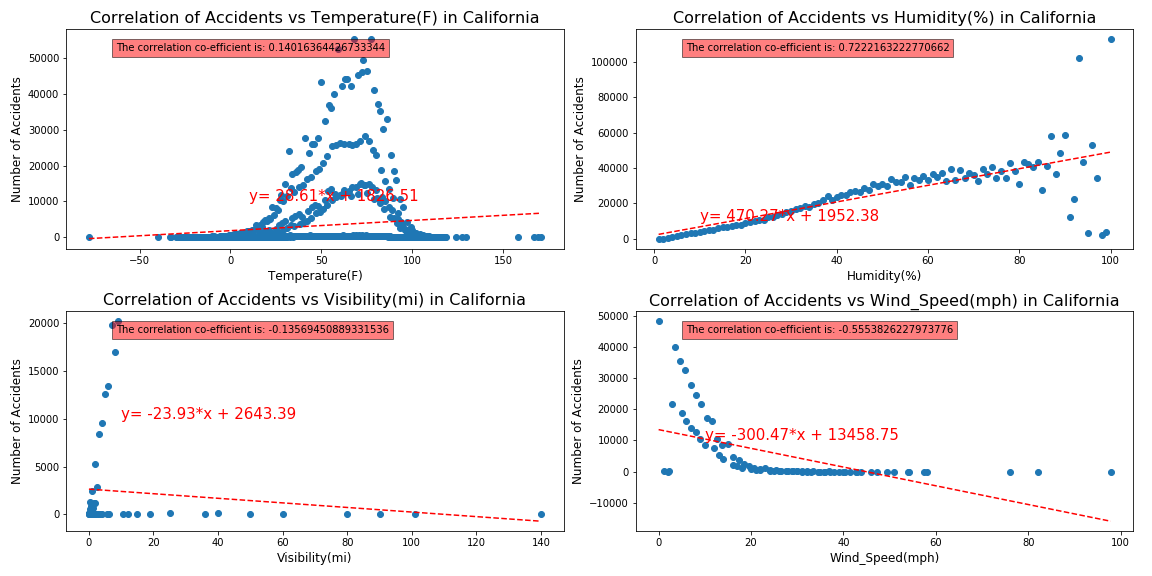 Correlation of Accidents vs Temperature(F) in California
The correlation co-efficient is: 0.14016364426733344
Number of Accidents
50000
40000
30000
20000
10000
0
y= 28.61*x + 1826.51
−50
0
50
100
150
Temperature(F)
Correlation of Accidents vs Humidity(%) in California
The correlation co-efficient is: 0.7222163222770662
Number of Accidents
100000
80000
60000
40000
20000
0
y= 470.27*x + 1952.38
0
20
40
60
80
100
Humidity(%)
Correlation of Accidents vs Visibility(mi) in California
The correlation co-efficient is: -0.13569450889331536
Number of Accidents
20000
15000
10000
5000
0
y= -23.93*x + 2643.39
0
20
40
60
80
100
120
140
Visibility(mi)
Correlation of Accidents vs Wind_Speed(mph) in California
The correlation co-efficient is: -0.5553826227973776
Number of Accidents
50000
40000
30000
20000
10000
0
−10000
y= -300.47*x + 13458.75
0
20
40
60
80
100
Wind_Speed(mph)